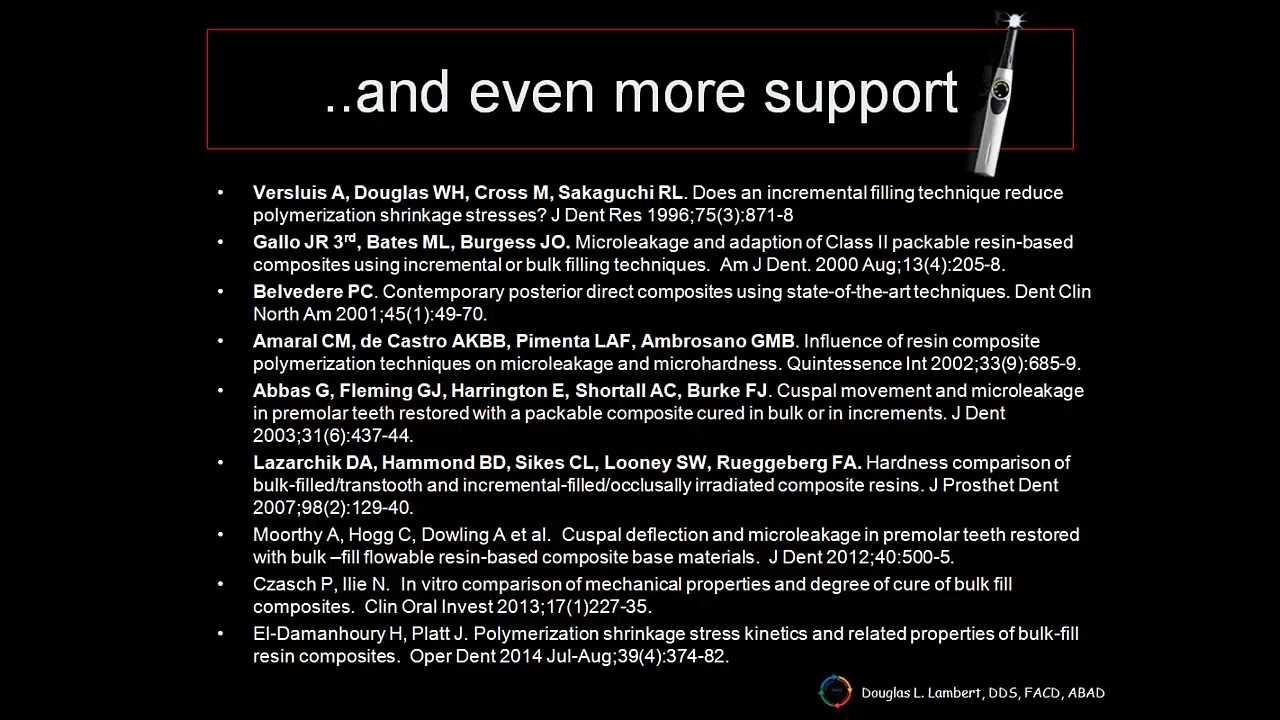 ..and even more support
• Versluis A, Douglas WH, Cross M, Sakaguchi RL. Does an incremental filling technique reduce
polymerization shrinkage stresses? J Dent Res 1996;75(3):871-8
• Gallo JR 3rd, Bates ML, Burgess JO. Microleakage and adaption of Class II packable resin-based
composites using incremental or bulk filling techniques. Am J Dent. 2000 Aug;13(4):205-8.
• Belvedere PC. Contemporary posterior direct composites using state-of-the-art techniques. Dent Clin
North Am 2001;45(1):49-70.
• Amaral CM, de Castro AKBB, Pimenta LAF, Ambrosano GMB. Influence of resin composite
polymerization techniques on microleakage and microhardness. Quintessence Int 2002;33(9):685-9.
• Abbas G, Fleming GJ, Harrington E, Shortall AC, Burke FJ. Cuspal movement and microleakage
in premolar teeth restored with a packable composite cured in bulk or in increments. J Dent
2003;31(6):437-44.
• Lazarchik DA, Hammond BD, Sikes CL, Looney SW, Rueggeberg FA. Hardness comparison of
bulk-filled/transtooth and incremental-filled/occlusally irradiated composite resins. J Prosthet Dent
2007;98(2):129-40.
• Moorthy A, Hogg C, Dowling A et al. Cuspal deflection and microleakage in premolar teeth restored
with bulk –fill flowable resin-based composite base materials. J Dent 2012;40:500-5.
• Czasch P, Ilie N. In vitro comparison of mechanical properties and degree of cure of bulk fill
composites. Clin Oral Invest 2013;17(1)227-35.
• El-Damanhoury H, Platt J. Polymerization shrinkage stress kinetics and related properties of bulk-fill
resin composites. Oper Dent 2014 Jul-Aug;39(4):374-82.
Douglas L. Lambert, DDS, FACD, ABAD